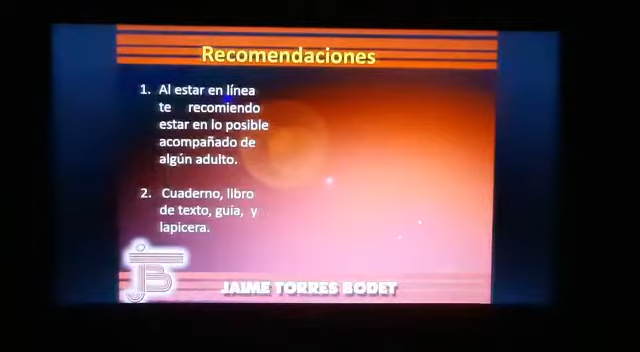 Recomendaciones
1. Al estar en línea
te recomiendo
estar en lo posible
acompañado de
algún adulto.
2. Cuaderno, libro
de texto, guía, y
lapicera.
JAIME TORRES BODET